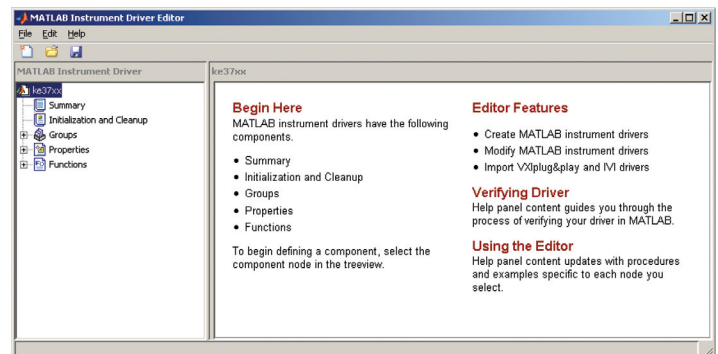 MATLAB Instrument Driver Editor
File Edit Help
MATLAB Instrument Driver
ke37xx
Summary
Initialization and Cleanup
Groups
Properties
Functions
ke37xx
Begin Here
MATLAB instrument drivers have the following
components.
• Summary
• Initialization and Cleanup
• Groups
• Properties
• Functions
To begin defining a component, select the
component node in the treeview.
Editor Features
• Create MATLAB instrument drivers
• Modify MATLAB instrument drivers
• Import VXIplug&play and IVI drivers
Verifying Driver
Help panel content guides you through the
process of verifying your driver in MATLAB.
Using the Editor
Help panel content updates with procedures
and examples specific to each node you
select.